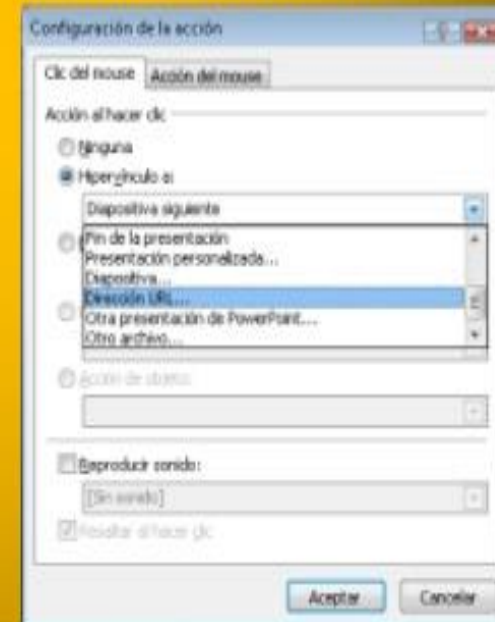 Configuración de la acción
Clic del mouse Acción del mouse
Acción al hacer clic
Ninguna
Hipervínculo a:
Diapositiva siguiente
Fin de la presentación
Presentación personalizada...
Diapositiva...
Dirección URL...
Otra presentación de PowerPoint...
Otro archivo...
Acción de objeto:
Reproducir sonido:
[Sin sonido]
Resaltar al hacer clic
Aceptar Cancelar